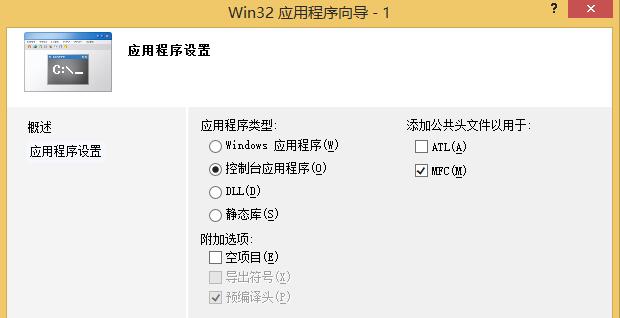 Win32 应用程序向导 - 1
?
应用程序设置
C:\_
概述
应用程序设置
应用程序类型:
Windows 应用程序(W)
控制台应用程序(O)
DLL(D)
静态库(S)
附加选项:
空项目(E)
导出符号(X)
预编译头(P)
添加公共头文件以用于:
ATL(A)
MFC(M)